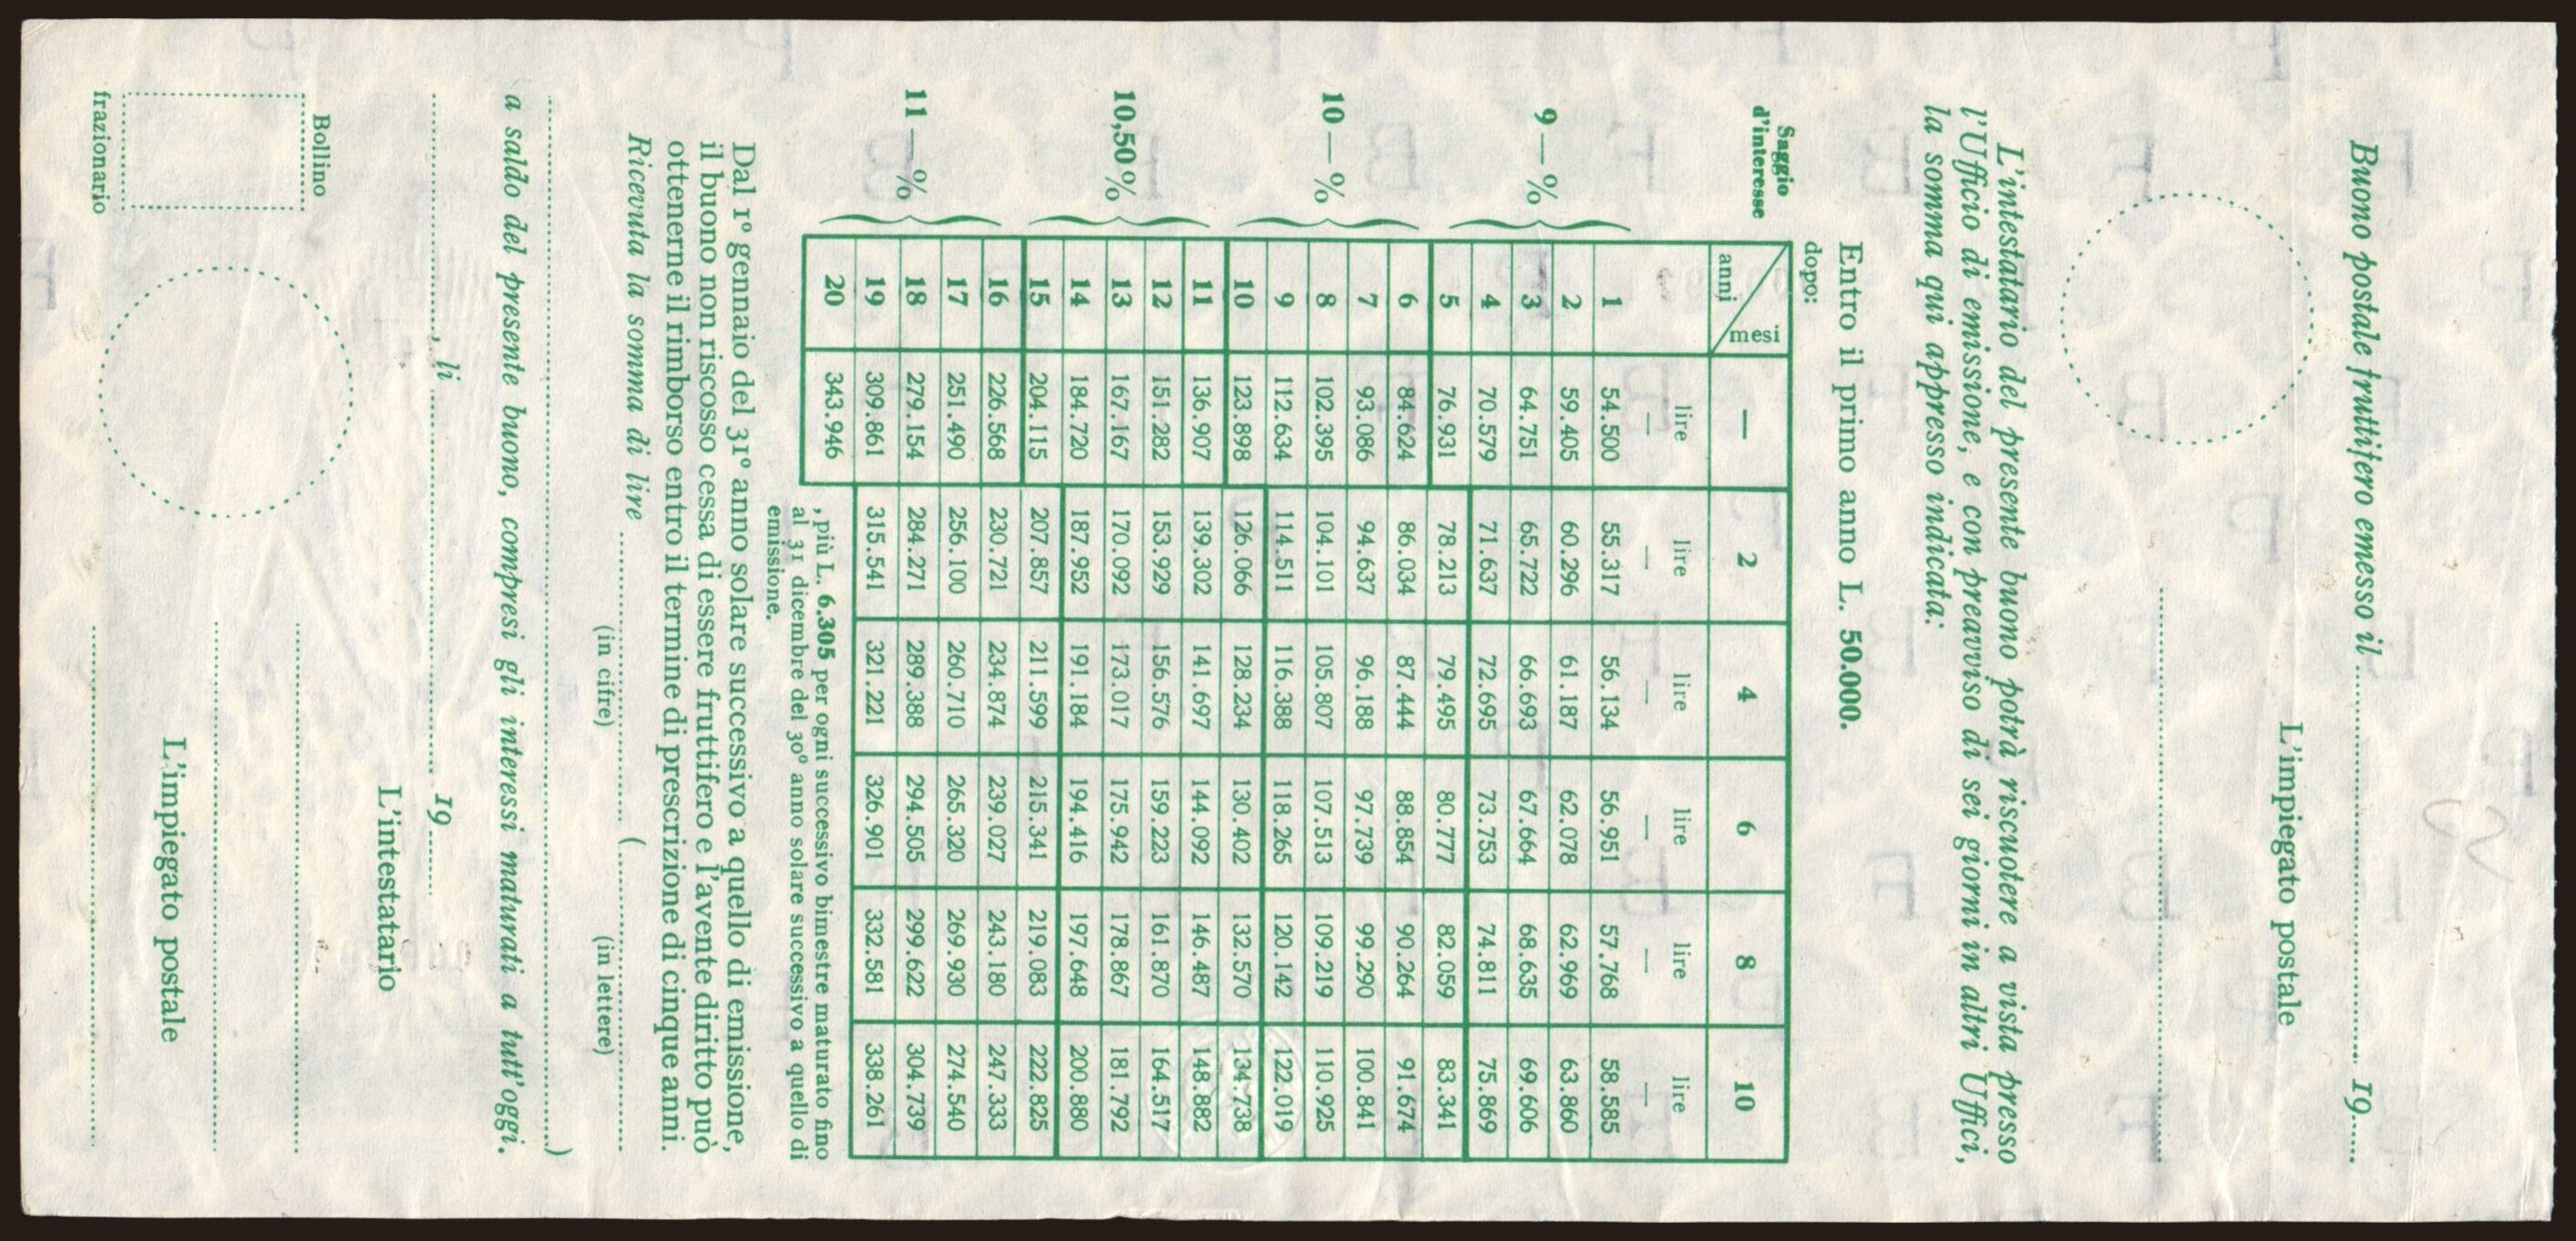 Buono postale fruttifero emesso il ........ 19.....
L'impiegato postale
L'intestatario del presente buono potrà riscuotere a vista presso
l'Ufficio di emissione, e con preavviso di sei giorni in altri Uffici,
la somma qui appresso indicata:
Entro il primo anno L. 50.000.
dopo:
Saggio
d'interesse
anni mesi — 2 4 6 8 10
lire lire lire lire lire lire
— — — — — —
1 54.500 55.317 56.134 56.951 57.768 58.585
9 — % 2 59.405 60.296 61.187 62.078 62.969 63.860
3 64.751 65.722 66.693 67.664 68.635 69.606
4 70.579 71.637 72.695 73.753 74.811 75.869
5 76.931 78.213 79.495 80.777 82.059 83.341
6 84.624 86.034 87.444 88.854 90.264 91.674
7 93.086 94.637 96.188 97.739 99.290 100.841
10 — % 8 102.395 104.101 105.807 107.513 109.219 110.925
9 112.634 114.511 116.388 118.265 120.142 122.019
10 123.898 126.066 128.234 130.402 132.570 134.738
11 136.907 139.302 141.697 144.092 146.487 148.882
12 151.282 153.929 156.576 159.223 161.870 164.517
10,50% 13 167.167 170.092 173.017 175.942 178.867 181.792
14 184.720 187.952 191.184 194.416 197.648 200.880
15 204.115 207.857 211.599 215.341 219.083 222.825
16 226.568 230.721 234.874 239.027 243.180 247.333
17 251.490 256.100 260.710 265.320 269.930 274.540
11 — % 18 279.154 284.271 289.388 294.505 299.622 304.739
19 309.861 315.541 321.221 326.901 332.581 338.261
20 343.946 , più L. 6.305 per ogni successivo bimestre maturato fino
al 31 dicembre del 30º anno solare successivo a quello di
emissione.
Dal 1º gennaio del 31º anno solare successivo a quello di emissione,
il buono non riscosso cessa di essere fruttifero e l'avente diritto può
ottenerne il rimborso entro il termine di prescrizione di cinque anni.
Ricevuta la somma di lire ........ ( ........
(in cifre) (in lettere)
........ )
a saldo del presente buono, compresi gli interessi maturati a tutt'oggi.
........, li ........ 19......
L'intestatario
Bollino
frazionario
L'impiegato postale